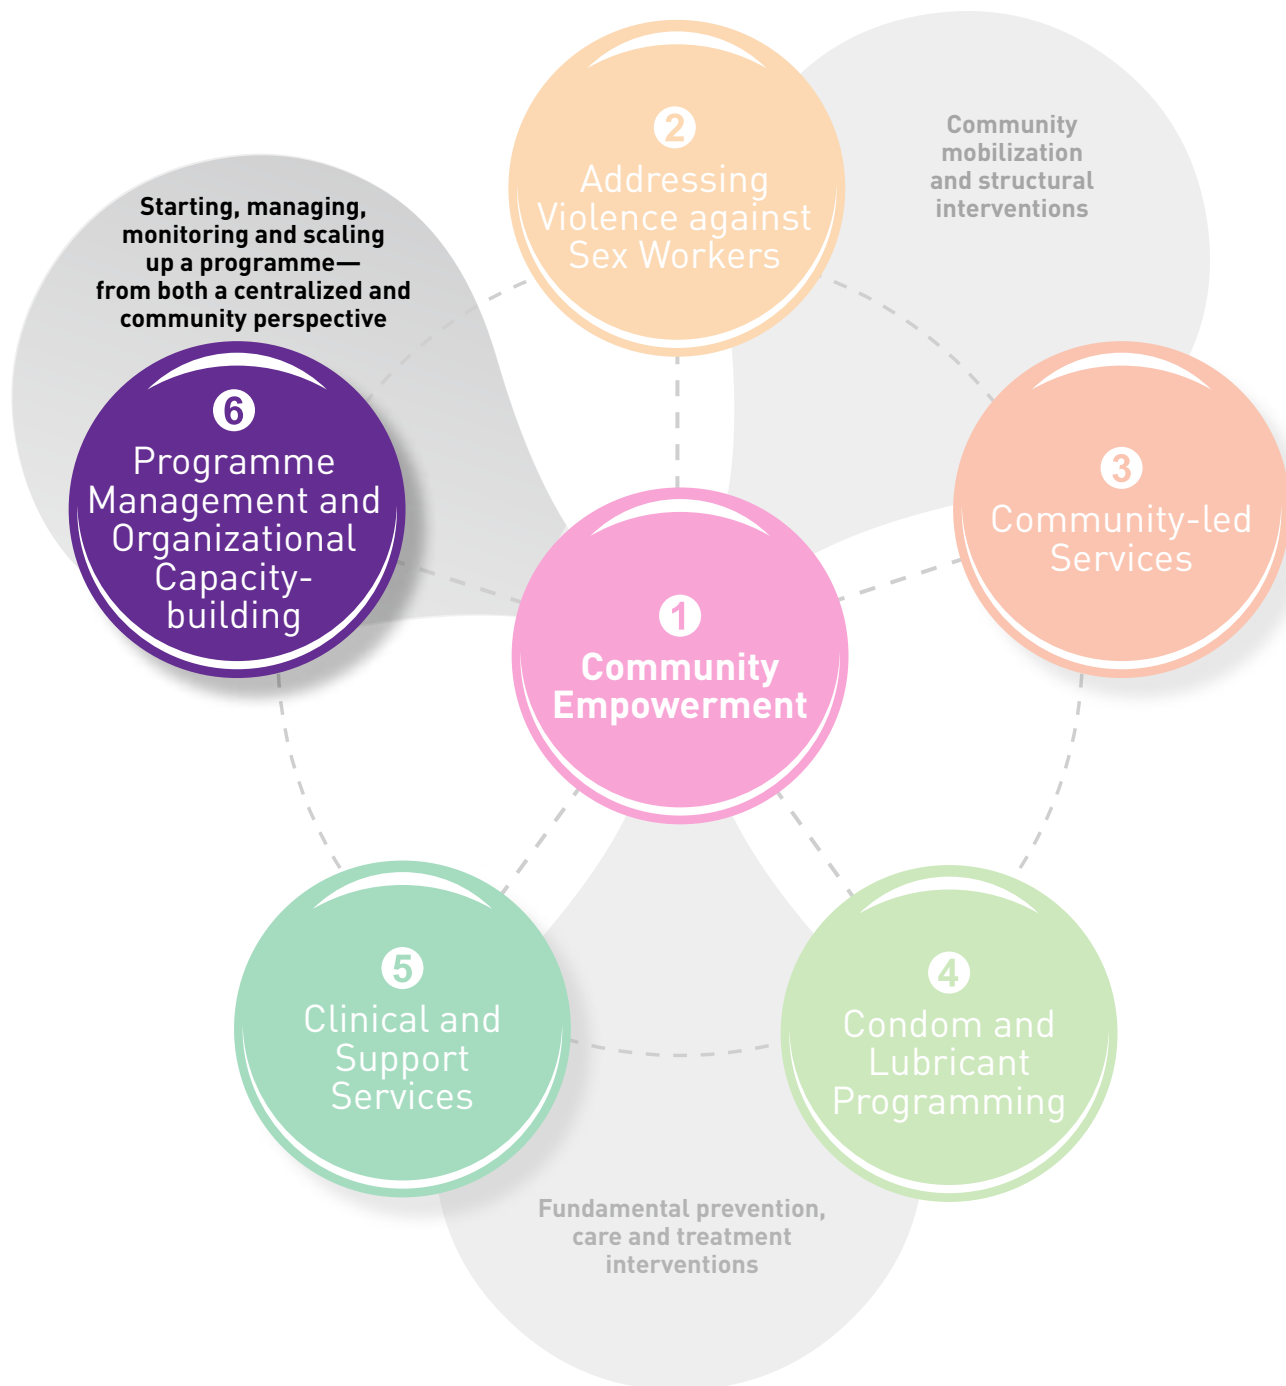 2
Addressing
Violence against
Sex Workers
Community
mobilization
and structural
interventions
Starting, managing,
monitoring and scaling
up a programme—
from both a centralized and
community perspective
6
Programme
Management and
Organizational
Capacity-
building
3
Community-led
Services
1
Community
Empowerment
5
Clinical and
Support
Services
4
Condom and
Lubricant
Programming
Fundamental prevention,
care and treatment
interventions